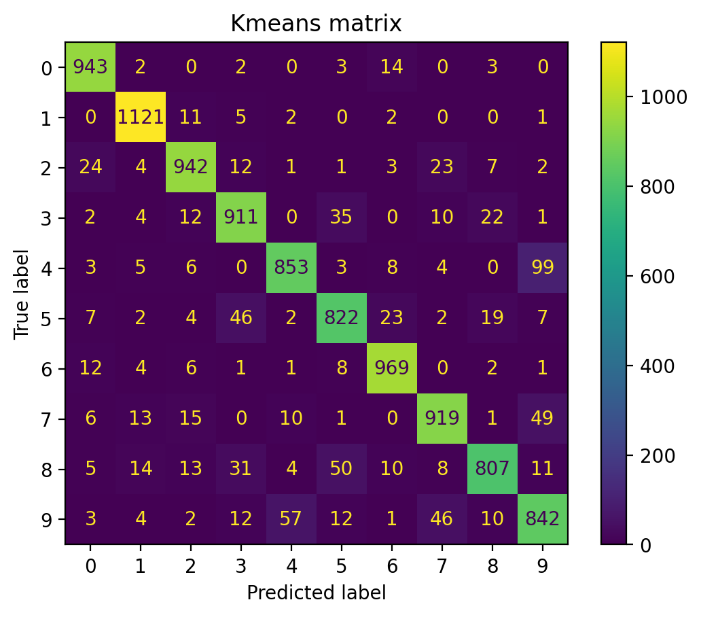 Kmeans matrix
True label
0 943 2 0 2 0 3 14 0 3 0
1 0 1121 11 5 2 0 2 0 0 1
2 24 4 942 12 1 1 3 23 7 2
3 2 4 12 911 0 35 0 10 22 1
4 3 5 6 0 853 3 8 4 0 99
5 7 2 4 46 2 822 23 2 19 7
6 12 4 6 1 1 8 969 0 2 1
7 6 13 15 0 10 1 0 919 1 49
8 5 14 13 31 4 50 10 8 807 11
9 3 4 2 12 57 12 1 46 10 842
0 1 2 3 4 5 6 7 8 9
Predicted label
1000
800
600
400
200
0